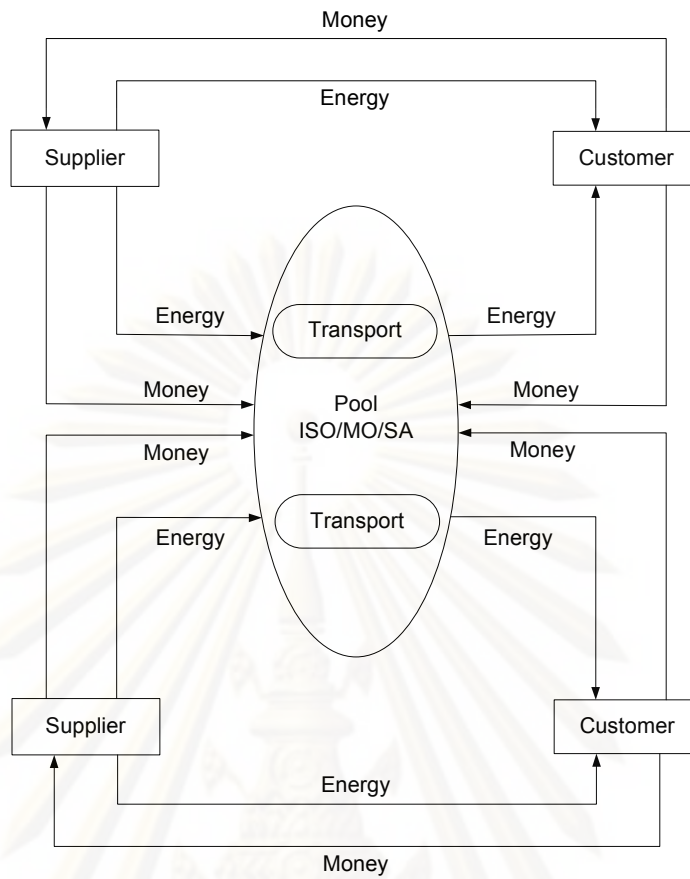 Money
Energy
Supplier
Customer
Energy
Transport
Energy
Money
Pool
Money
ISO/MO/SA
Money
Money
Energy
Transport
Energy
Supplier
Customer
Energy
Money